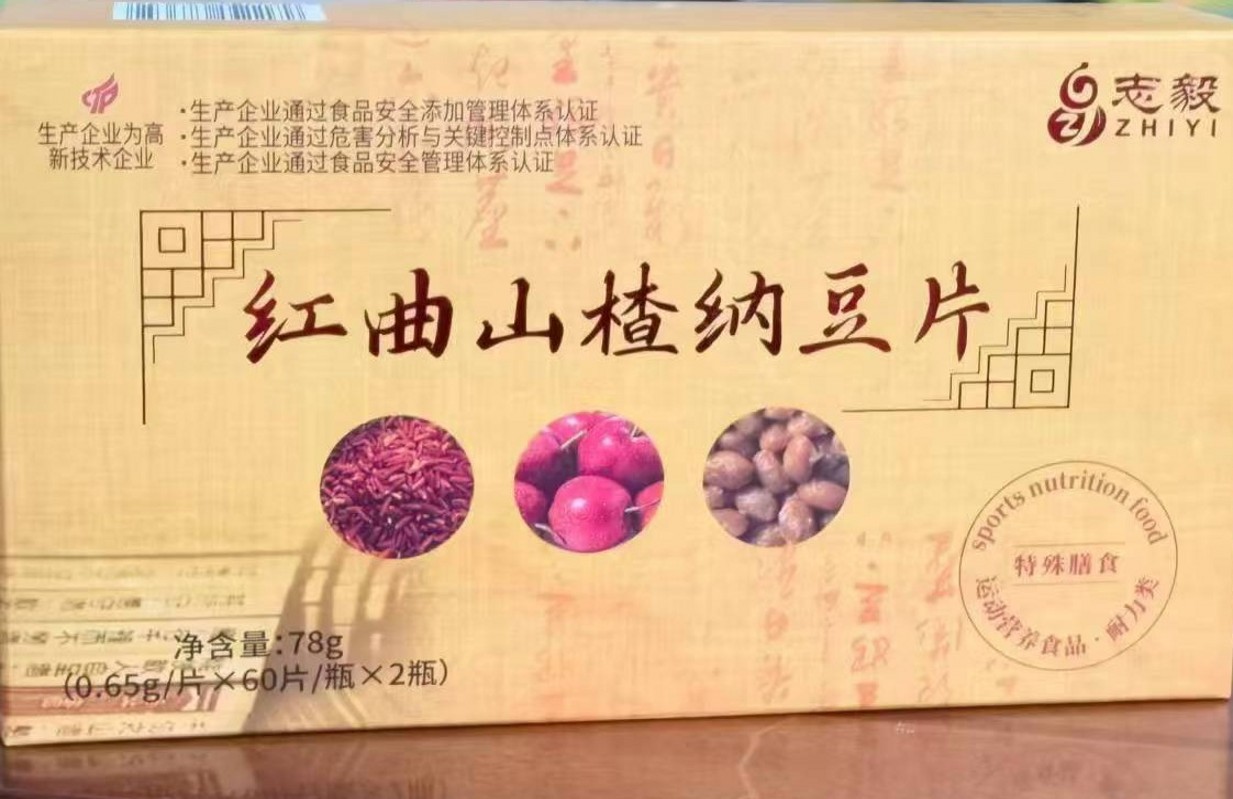 生产企业为高
新技术企业
·生产企业通过食品安全添加管理体系认证
·生产企业通过危害分析与关键控制点体系认证
·生产企业通过食品安全管理体系认证
志毅
ZHIYI
红曲山楂纳豆片
sports nutrition food
特殊膳食
运动营养食品·耐力类
净含量:78g
(0.65g/片×60片/瓶×2瓶)